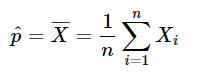 p̂ = X̅ = 1/n ∑_{i=1}^{n} X_i